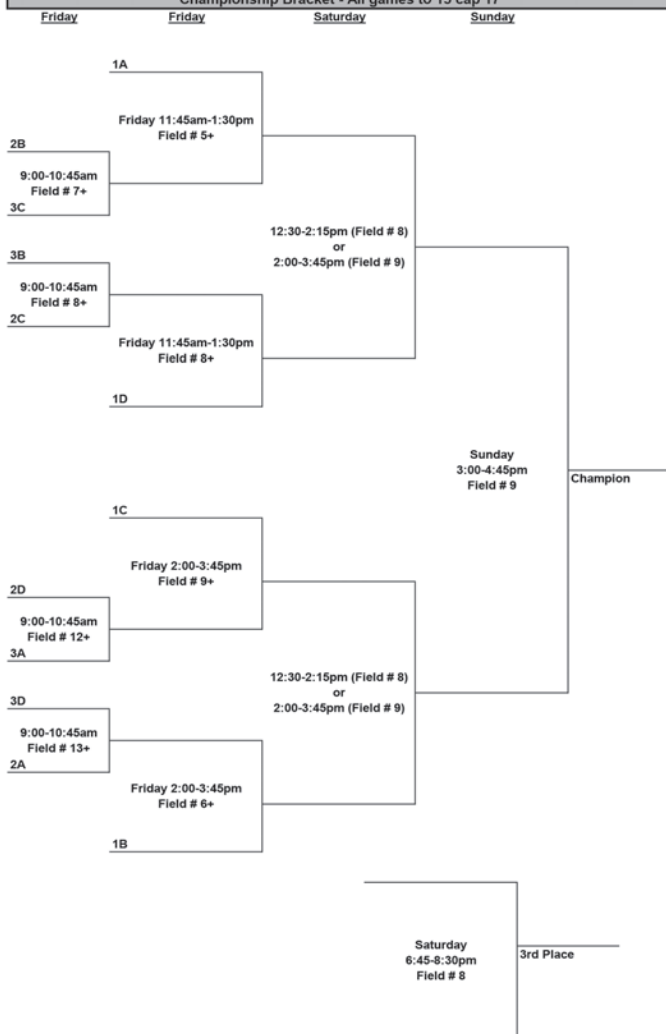 Championship Bracket - All games to 15 cap 17
Friday Friday Saturday Sunday
1A
Friday 11:45am-1:30pm
Field # 5+
2B
9:00-10:45am
Field # 7+
3C
12:30-2:15pm (Field # 8)
or
2:00-3:45pm (Field # 9)
3B
9:00-10:45am
Field # 8+
2C
Friday 11:45am-1:30pm
Field # 8+
1D
Sunday
3:00-4:45pm
Field # 9
Champion
1C
Friday 2:00-3:45pm
Field # 9+
2D
9:00-10:45am
Field # 12+
3A
12:30-2:15pm (Field # 8)
or
2:00-3:45pm (Field # 9)
3D
9:00-10:45am
Field # 13+
2A
Friday 2:00-3:45pm
Field # 6+
1B
Saturday
6:45-8:30pm
Field # 8
3rd Place